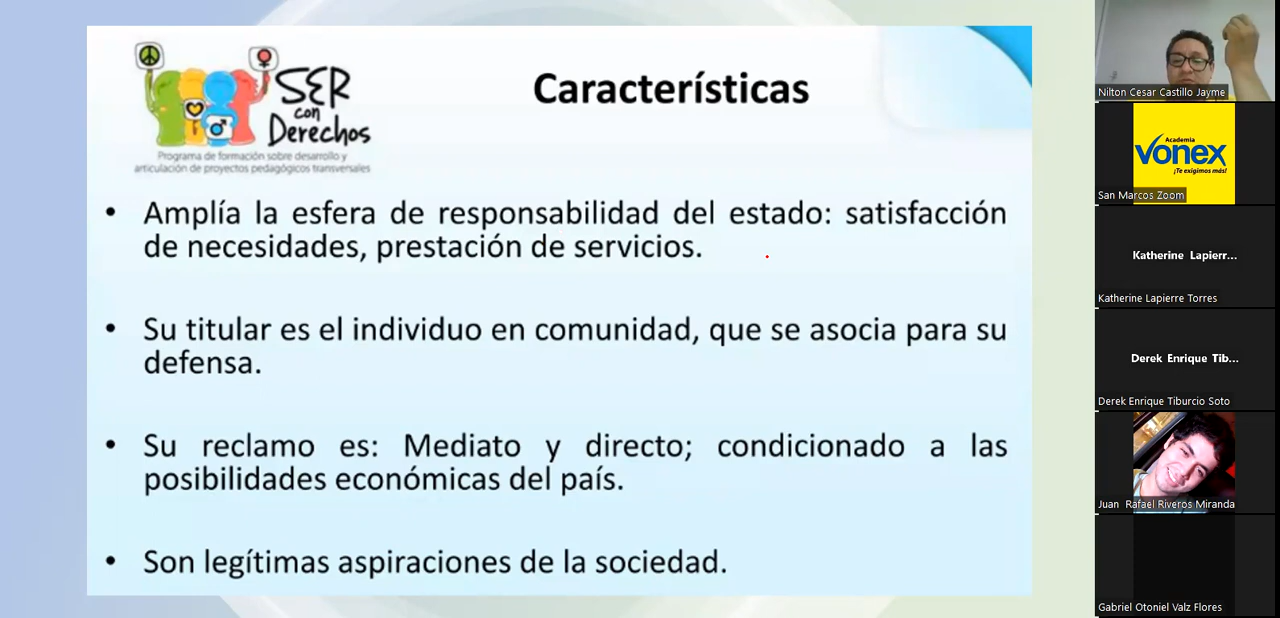 SER
con
Derechos
Programa de formación sobre desarrollo y
articulación de proyectos pedagógicos transversales
Características
• Amplía la esfera de responsabilidad del estado: satisfacción
de necesidades, prestación de servicios.
• Su titular es el individuo en comunidad, que se asocia para su
defensa.
• Su reclamo es: Mediato y directo; condicionado a las
posibilidades económicas del país.
• Son legítimas aspiraciones de la sociedad.
Nilton Cesar Castillo Jayme
Academia
vonex
¡Te exigimos más!
San Marcos Zoom
Katherine Lapierr...
Katherine Lapierre Torres
Derek Enrique Tib...
Derek Enrique Tiburcio Soto
Juan Rafael Riveros Miranda
Gabriel Otoniel Valz Flores